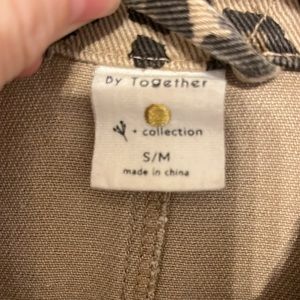 By Together
+ collection
S/M
made in china